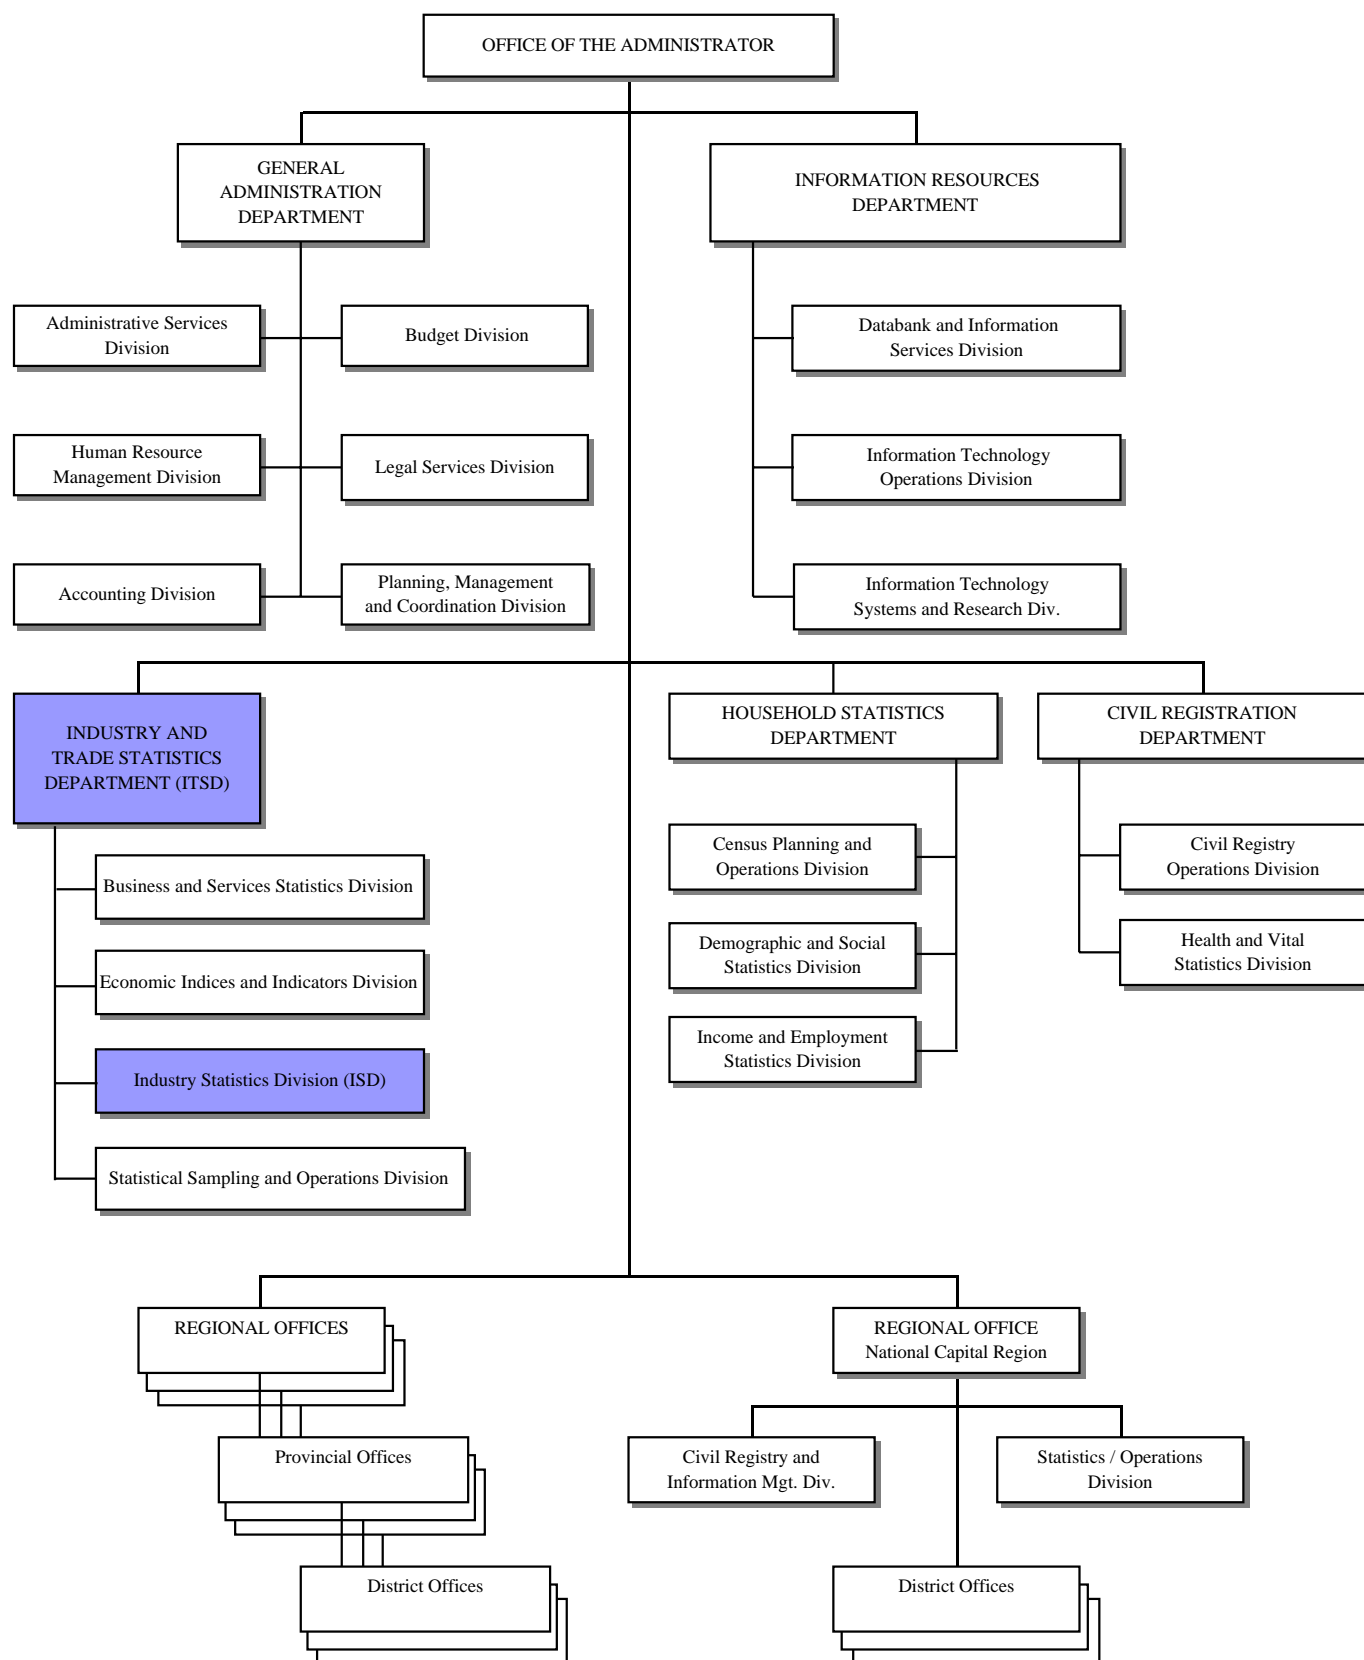 OFFICE OF THE ADMINISTRATOR
GENERAL
ADMINISTRATION
DEPARTMENT
INFORMATION RESOURCES
DEPARTMENT
Administrative Services
Division
Budget Division
Databank and Information
Services Division
Human Resource
Management Division
Legal Services Division
Information Technology
Operations Division
Accounting Division
Planning, Management
and Coordination Division
Information Technology
Systems and Research Div.
INDUSTRY AND
TRADE STATISTICS
DEPARTMENT (ITSD)
HOUSEHOLD STATISTICS
DEPARTMENT
CIVIL REGISTRATION
DEPARTMENT
Business and Services Statistics Division
Economic Indices and Indicators Division
Industry Statistics Division (ISD)
Statistical Sampling and Operations Division
Census Planning and
Operations Division
Demographic and Social
Statistics Division
Income and Employment
Statistics Division
Civil Registry
Operations Division
Health and Vital
Statistics Division
REGIONAL OFFICES
Provincial Offices
District Offices
REGIONAL OFFICE
National Capital Region
Civil Registry and
Information Mgt. Div.
Statistics / Operations
Division
District Offices